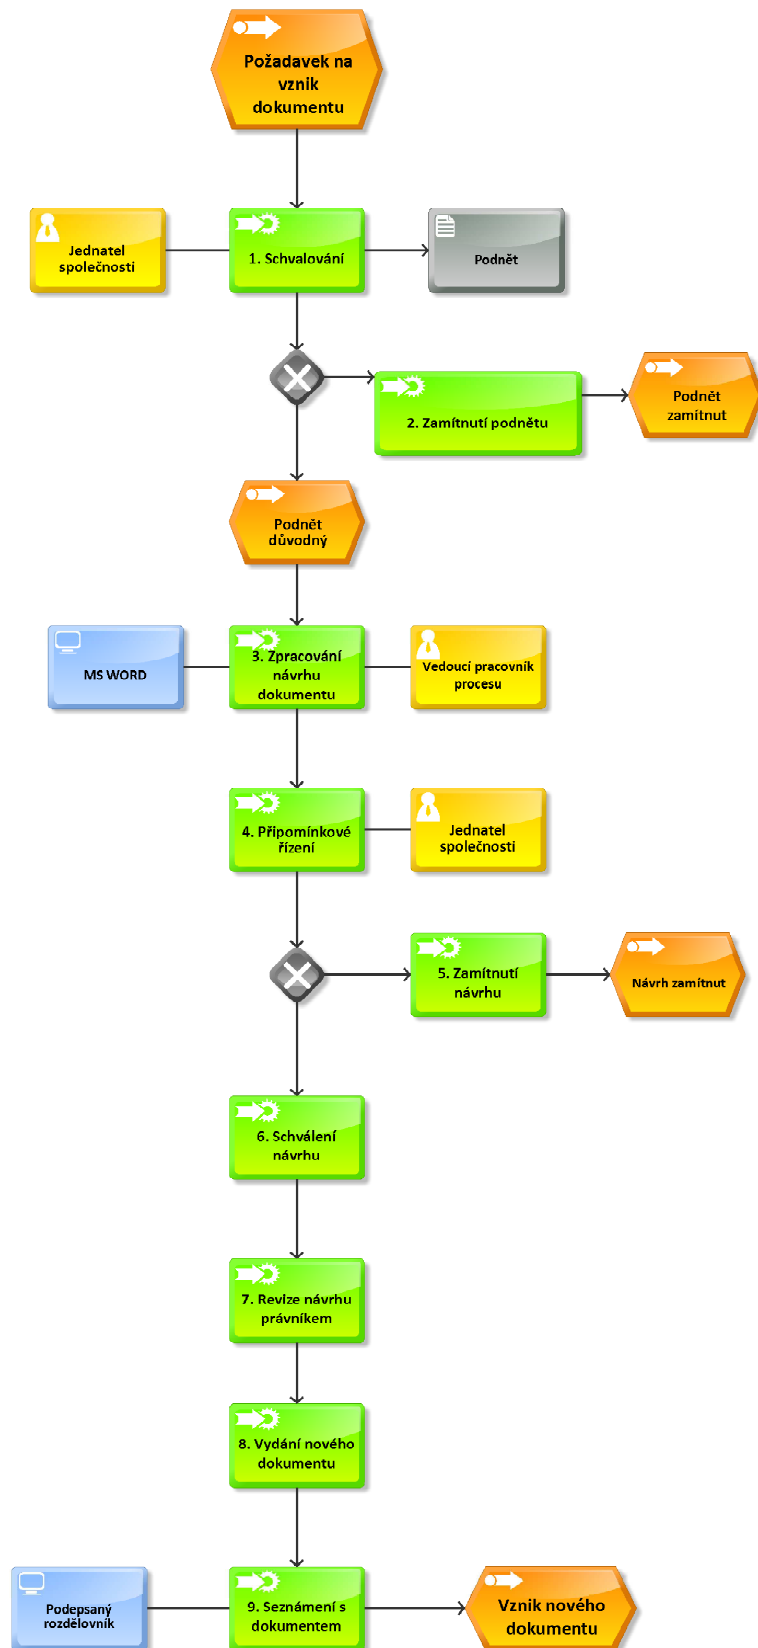 Požadavek na
vznik
dokumentu
Jednatel
společnosti
1. Schvalování
Podnět
2. Zamítnutí podnětu
Podnět
zamítnut
Podnět
důvodný
MS WORD
3. Zpracování
návrhu
dokumentu
Vedoucí pracovník
procesu
4. Připomínkové
řízení
Jednatel
společnosti
5. Zamítnutí
návrhu
Návrh zamítnut
6. Schválení
návrhu
7. Revize návrhu
právníkem
8. Vydání nového
dokumentu
Podepsaný
rozdělovník
9. Seznámení s
dokumentem
Vznik nového
dokumentu